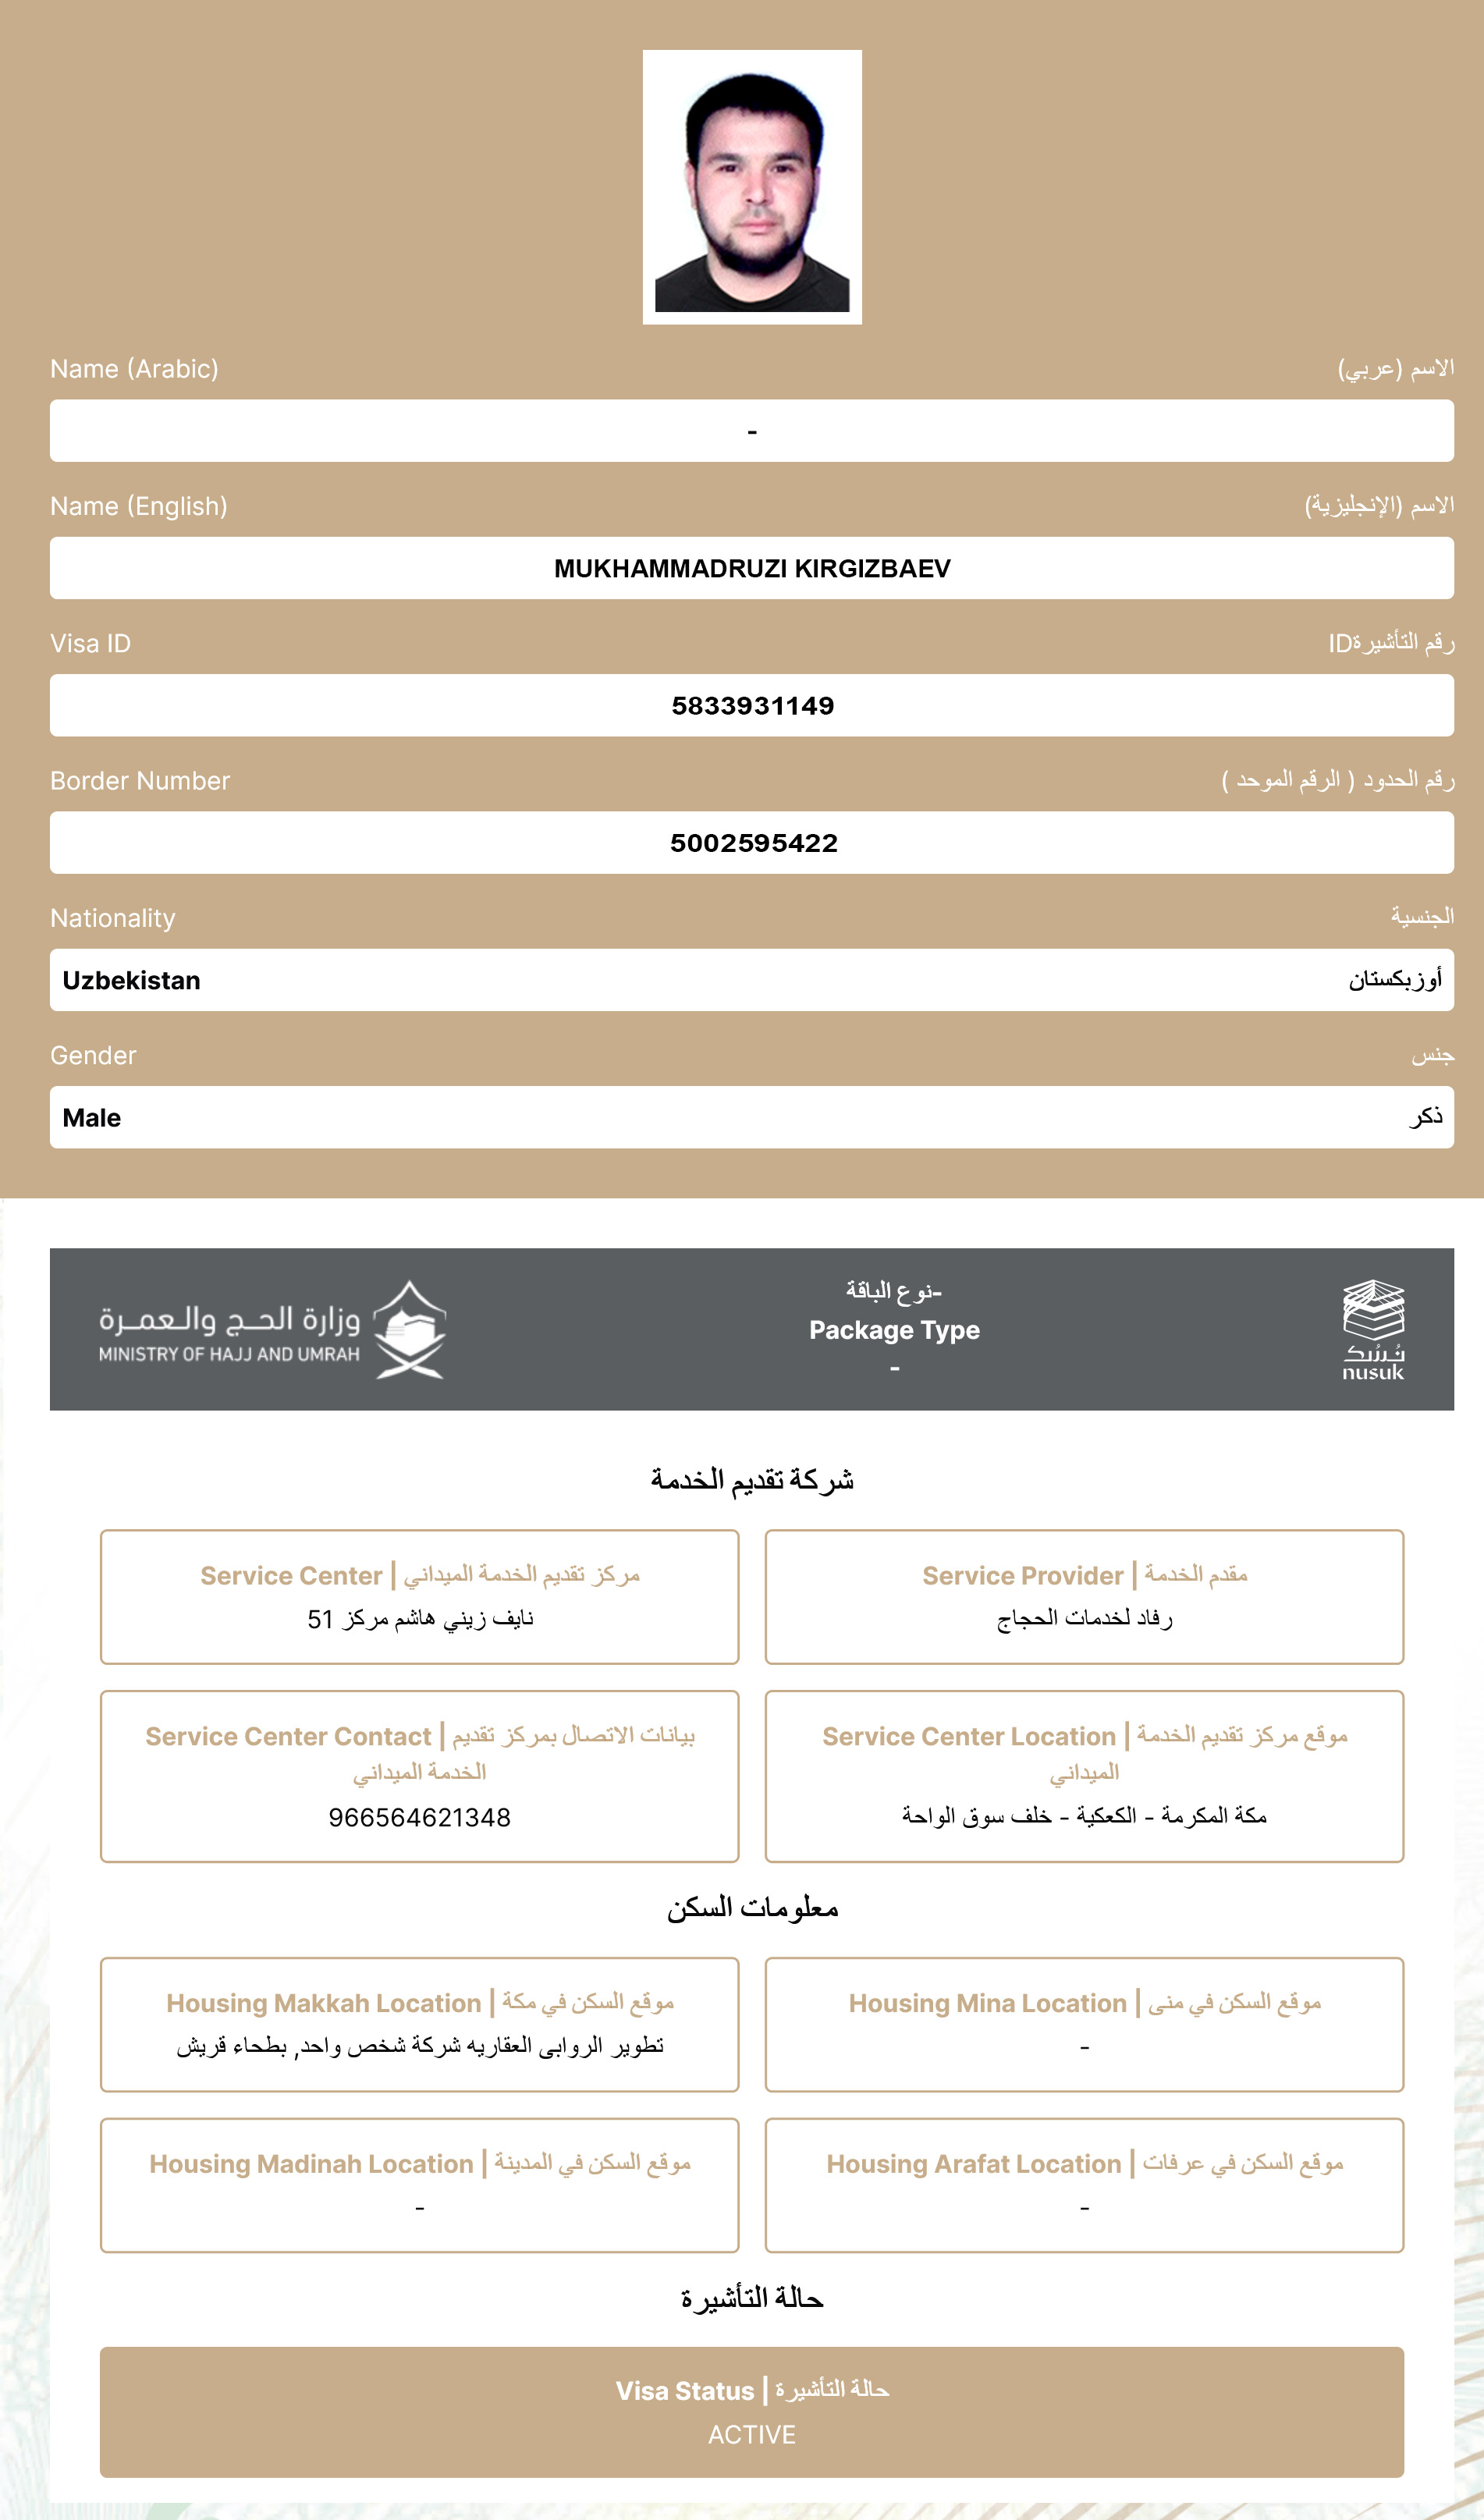 Name (Arabic) الاسم (عربي)
-
Name (English) الاسم (الإنجليزية)
MUKHAMMADRUZI KIRGIZBAEV
Visa ID رقم التأشيرةID
5833931149
Border Number رقم الحدود ( الرقم الموحد )
5002595422
Nationality الجنسية
Uzbekistan أوزبكستان
Gender جنس
Male ذكر
وزارة الحج والعمرة
MINISTRY OF HAJJ AND UMRAH
-نوع الباقة
Package Type
-
نُسُك
nusuk
شركة تقديم الخدمة
Service Center | مركز تقديم الخدمة الميداني
نايف زيني هاشم مركز 51
Service Provider | مقدم الخدمة
رفاد لخدمات الحجاج
Service Center Contact | بيانات الاتصال بمركز تقديم
الخدمة الميداني
966564621348
Service Center Location | موقع مركز تقديم الخدمة
الميداني
مكة المكرمة - الكعكية - خلف سوق الواحة
معلومات السكن
Housing Makkah Location | موقع السكن في مكة
تطوير الروابى العقاريه شركة شخص واحد, بطحاء قريش
Housing Mina Location | موقع السكن في منى
-
Housing Madinah Location | موقع السكن في المدينة
-
Housing Arafat Location | موقع السكن في عرفات
-
حالة التأشيرة
Visa Status | حالة التأشيرة
ACTIVE